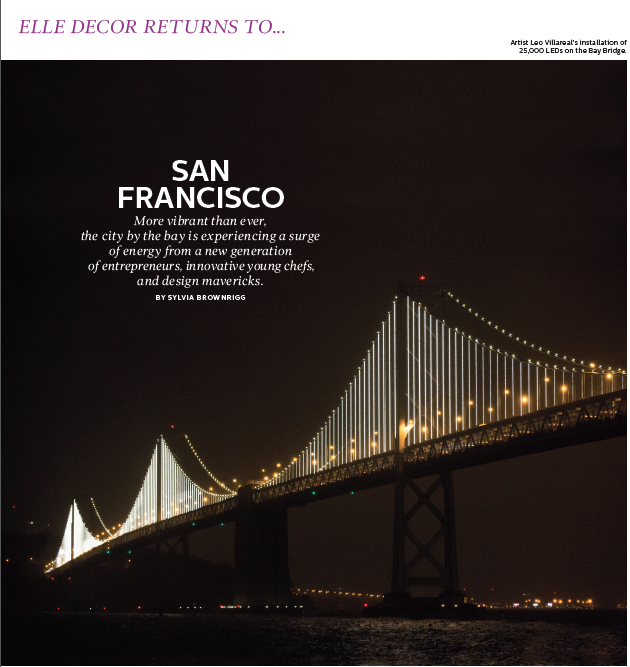 ELLE DECOR RETURNS TO...
Artist Leo Villareal's installation of
25,000 LEDs on the Bay Bridge.
SAN
FRANCISCO
More vibrant than ever,
the city by the bay is experiencing a surge
of energy from a new generation
of entrepreneurs, innovative young chefs,
and design mavericks.
BY SYLVIA BROWNRIGG